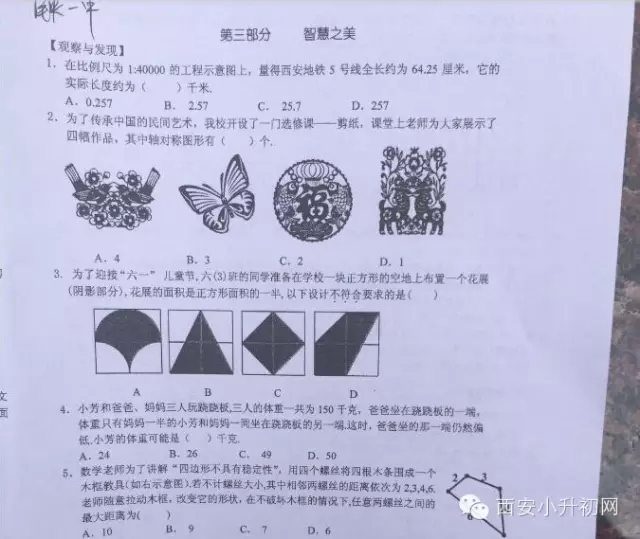 民米一中
第三部分 智慧之美
【观察与发现】
1、在比例尺为 1:40000 的工程示意图上，量得西安地铁 5 号线全长约为 64.25 厘米，它的
实际长度约为（ ）千米.
A、0.257 B、2.57 C、25.7 D、257
2、为了传承中国的民间艺术，我校开设了一门选修课——剪纸，课堂上老师为大家展示了
四幅作品，其中轴对称图形有（ ）个.
福
A、4 B、3 C、2 D、1
3、为了迎接“六一”儿童节,六(3)班的同学准备在学校一块正方形的空地上布置一个花展
(阴影部分),花展的面积是正方形面积的一半,以下设计不符合要求的是( )
A B C D
4、小芳和爸爸、妈妈三人玩跷跷板,三人的体重一共为 150 千克，爸爸坐在跷跷板的一端,
体重只有妈妈一半的小芳和妈妈一同坐在跷跷板的另一端.这时,爸爸坐的那一端仍然偏
低.小芳的体重可能是（ ）千克.
A、24 B、26 C、49 D、50
5、数学老师为了讲解“四边形不具有稳定性”,用四个螺丝将四根木条围成一个
木框教具(如右示意图).若不计螺丝大小,其中相邻两螺丝的距离依次为 2,3,4,6.
老师随意拉动木框，改变它的形状，在不破坏木框的情况下,任意两螺丝之间的
最大距离为( )
A、10 B、9 C、7 D、6
2 3
6
文
面
西安小升初网